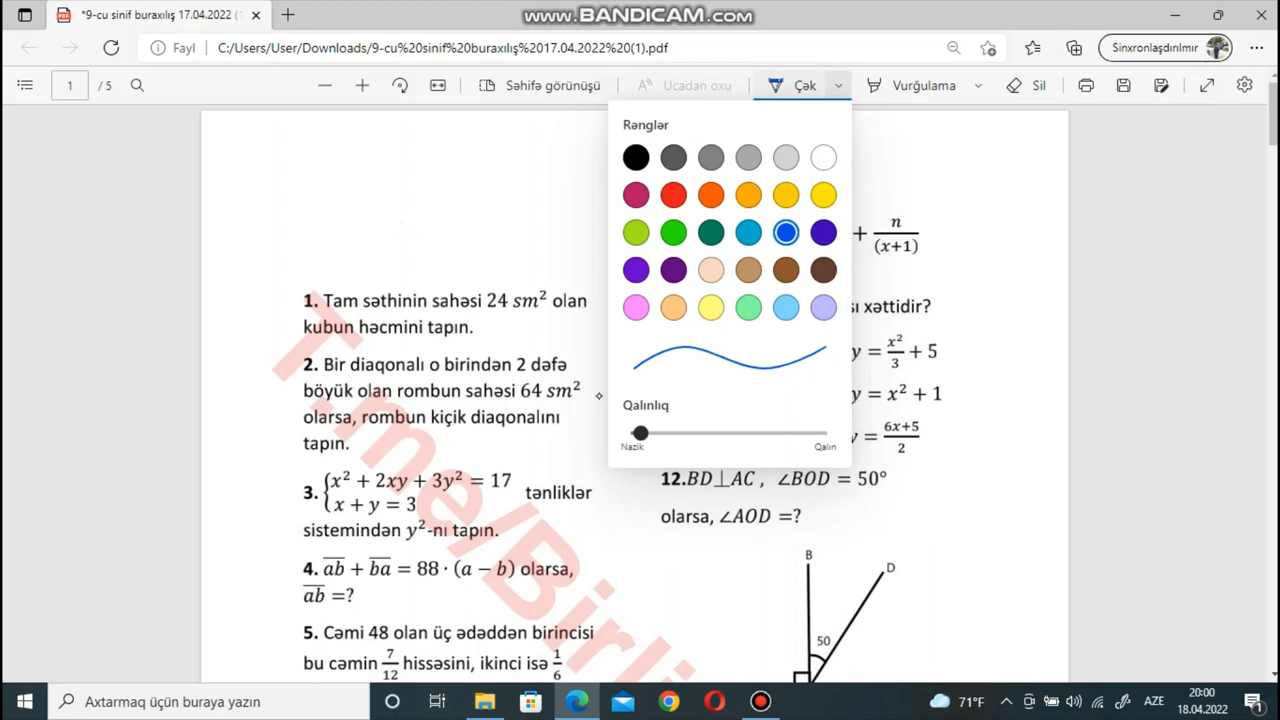 *9-cu sinif buraxılış 17.04.2022 (1
www.BANDICAM.com
Fayl
C:/Users/User/Downloads/9-cu%20sinif%20buraxılış%2017.04.2022%20(1).pdf
Sinxronlaşdırılmır
1 / 5
Səhifə görünüşü
Ucadan oxu
Çək
Vurğulama
Sil
Rənglər
Qalınlıq
Nazik
Qalın
T.me/Birli
1. Tam səthinin sahəsi 24 sm² olan
kubun həcmini tapın.
2. Bir diaqonalı o birindən 2 dəfə
böyük olan rombun sahəsi 64 sm²
olarsa, rombun kiçik diaqonalını
tapın.
3. {x² + 2xy + 3y² = 17
x + y = 3 tənliklər
sistemindən y²-nı tapın.
4. a̅b̅ + b̅a̅ = 88 · (a − b) olarsa,
a̅b̅ =?
5. Cəmi 48 olan üç ədəddən birincisi
bu cəmin 7/12 hissəsini, ikinci isə 1/6
+ n/(x+1)
xəttidir?
y = x²/3 + 5
y = x² + 1
y = 6x+5/2
12.BD⊥AC , ∠BOD = 50°
olarsa, ∠AOD =?
B
D
50
Axtarmaq üçün buraya yazın
71°F
AZE
20:00
18.04.2022
1